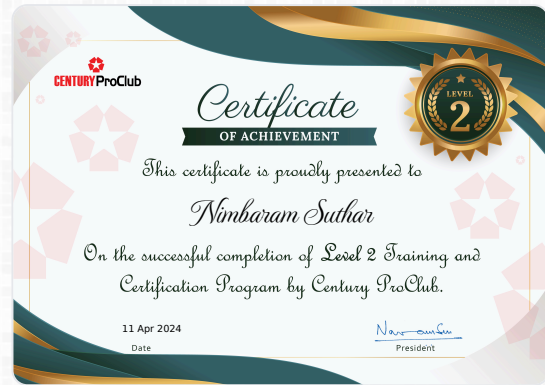 CENTURY ProClub
LEVEL
2
Certificate
OF ACHIEVEMENT
This certificate is proudly presented to
Nimbaram Suthar
On the successful completion of Level 2 Training and
Certification Program by Century ProClub.
11 Apr 2024
Date
President